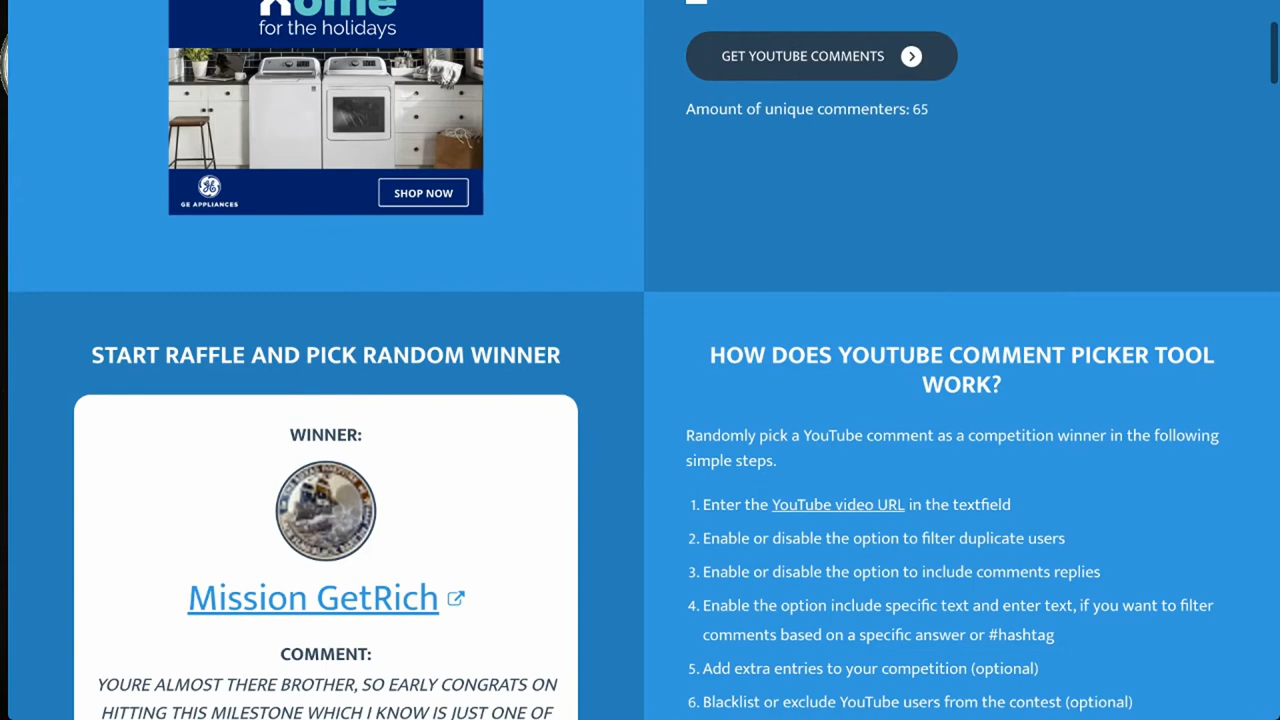 home
for the holidays
GE APPLIANCES
SHOP NOW
GET YOUTUBE COMMENTS
Amount of unique commenters: 65
START RAFFLE AND PICK RANDOM WINNER
WINNER:
Mission GetRich
COMMENT:
YOURE ALMOST THERE BROTHER, SO EARLY CONGRATS ON
HITTING THIS MILESTONE WHICH I KNOW IS JUST ONE OF
HOW DOES YOUTUBE COMMENT PICKER TOOL
WORK?
Randomly pick a YouTube comment as a competition winner in the following
simple steps.
1. Enter the YouTube video URL in the textfield
2. Enable or disable the option to filter duplicate users
3. Enable or disable the option to include comments replies
4. Enable the option include specific text and enter text, if you want to filter
comments based on a specific answer or #hashtag
5. Add extra entries to your competition (optional)
6. Blacklist or exclude YouTube users from the contest (optional)